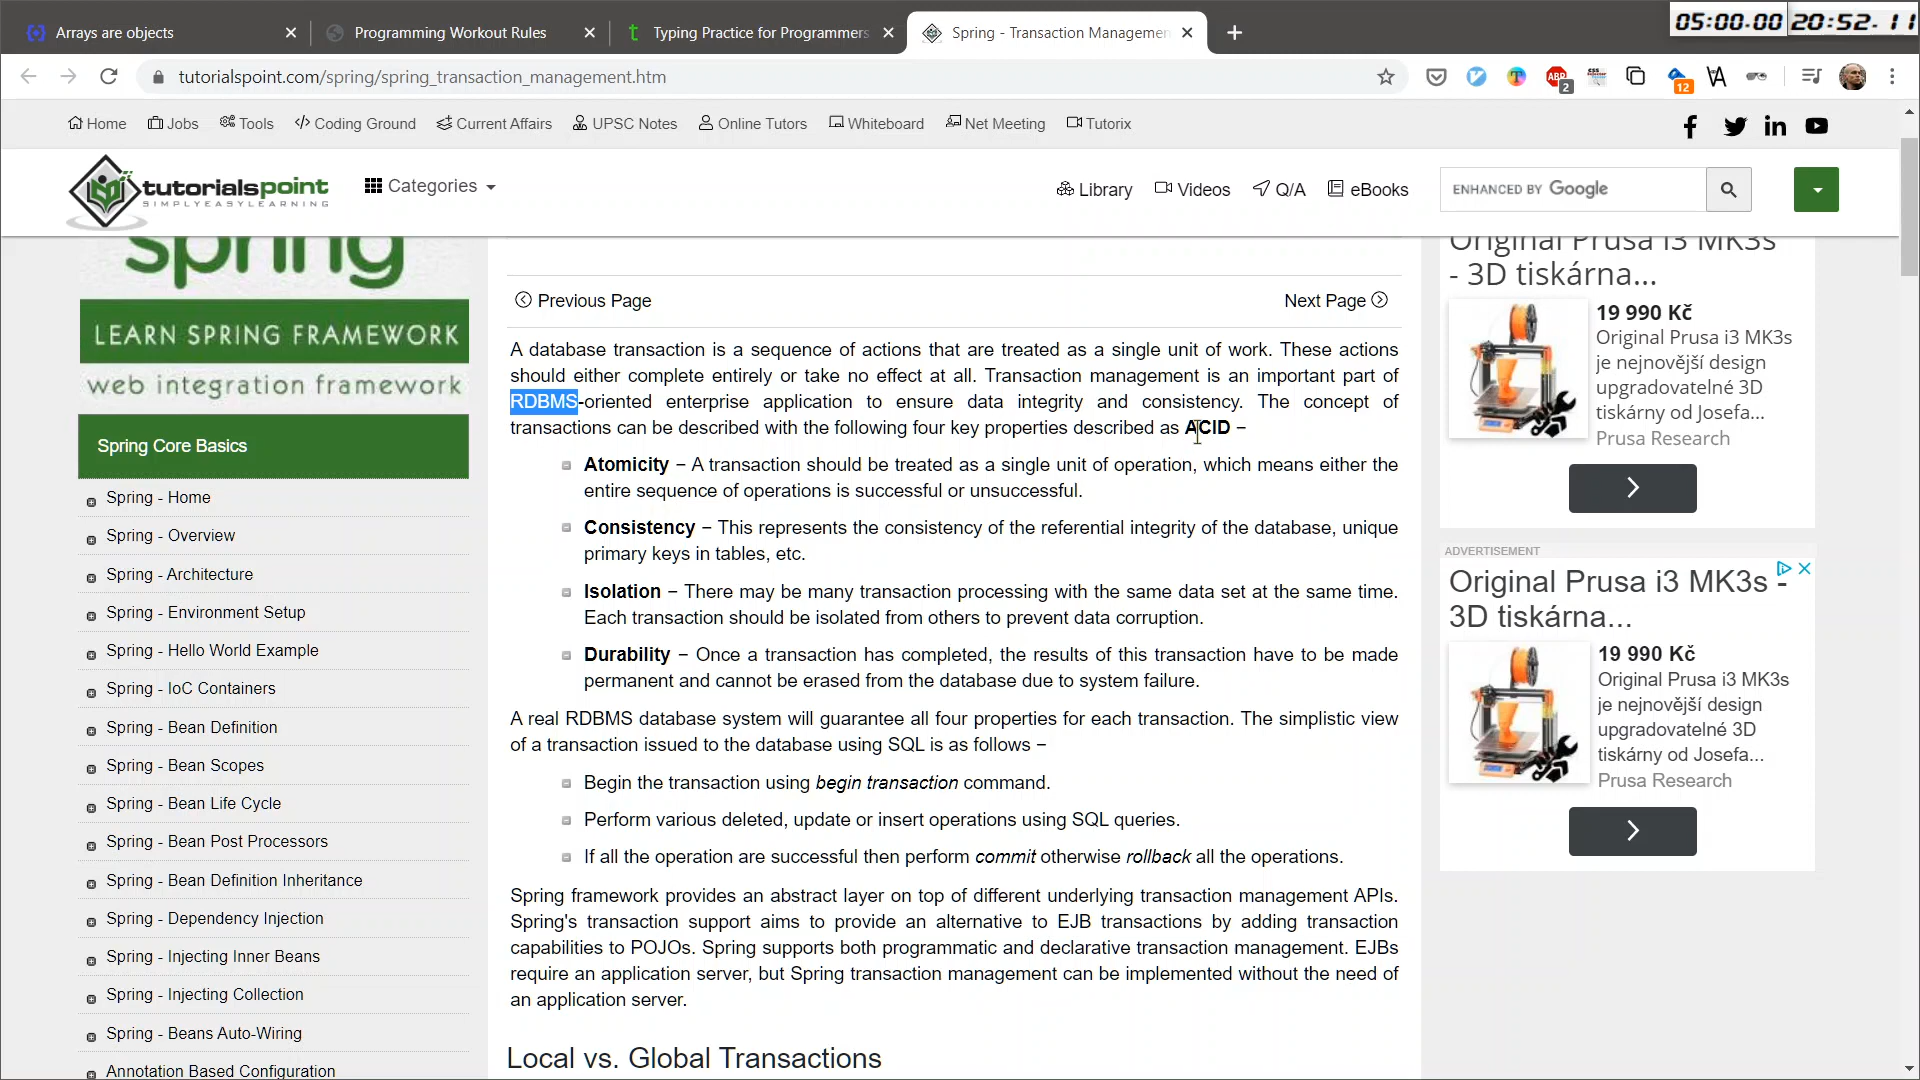 Arrays are objects
Programming Workout Rules
Typing Practice for Programmers
Spring - Transaction Managemen
05:00.00 20:52.11
tutorialspoint.com/spring/spring_transaction_management.htm
ABP
2
12
Home
Jobs
Tools
Coding Ground
Current Affairs
UPSC Notes
Online Tutors
Whiteboard
Net Meeting
Tutorix
tutorialspoint
SIMPLYEASYLEARNING
Categories
Library
Videos
Q/A
eBooks
ENHANCED BY Google
spring
LEARN SPRING FRAMEWORK
web integration framework
Spring Core Basics
Spring - Home
Spring - Overview
Spring - Architecture
Spring - Environment Setup
Spring - Hello World Example
Spring - IoC Containers
Spring - Bean Definition
Spring - Bean Scopes
Spring - Bean Life Cycle
Spring - Bean Post Processors
Spring - Bean Definition Inheritance
Spring - Dependency Injection
Spring - Injecting Inner Beans
Spring - Injecting Collection
Spring - Beans Auto-Wiring
Annotation Based Configuration
Previous Page
Next Page
A database transaction is a sequence of actions that are treated as a single unit of work. These actions
should either complete entirely or take no effect at all. Transaction management is an important part of
RDBMS-oriented enterprise application to ensure data integrity and consistency. The concept of
transactions can be described with the following four key properties described as ACID −
Atomicity − A transaction should be treated as a single unit of operation, which means either the
entire sequence of operations is successful or unsuccessful.
Consistency − This represents the consistency of the referential integrity of the database, unique
primary keys in tables, etc.
Isolation − There may be many transaction processing with the same data set at the same time.
Each transaction should be isolated from others to prevent data corruption.
Durability − Once a transaction has completed, the results of this transaction have to be made
permanent and cannot be erased from the database due to system failure.
A real RDBMS database system will guarantee all four properties for each transaction. The simplistic view
of a transaction issued to the database using SQL is as follows −
Begin the transaction using begin transaction command.
Perform various deleted, update or insert operations using SQL queries.
If all the operation are successful then perform commit otherwise rollback all the operations.
Spring framework provides an abstract layer on top of different underlying transaction management APIs.
Spring's transaction support aims to provide an alternative to EJB transactions by adding transaction
capabilities to POJOs. Spring supports both programmatic and declarative transaction management. EJBs
require an application server, but Spring transaction management can be implemented without the need of
an application server.
Local vs. Global Transactions
Original Prusa i3 MK3s
- 3D tiskárna...
19 990 Kč
Original Prusa i3 MK3s
je nejnovější design
upgradovatelné 3D
tiskárny od Josefa...
Prusa Research
ADVERTISEMENT
Original Prusa i3 MK3s -
3D tiskárna...
19 990 Kč
Original Prusa i3 MK3s
je nejnovější design
upgradovatelné 3D
tiskárny od Josefa...
Prusa Research